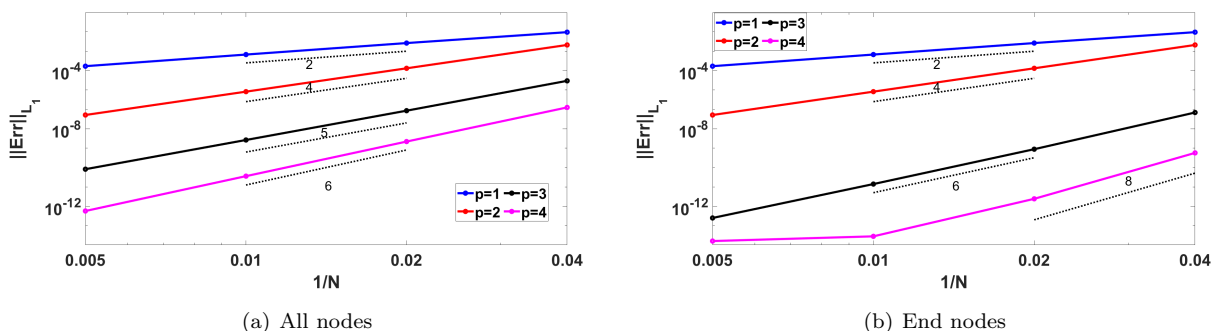 ||Err||_{L_1}
10^{-4}
10^{-8}
10^{-12}
2
4
5
6
p=1 p=3
p=2 p=4
0.005 0.01 0.02 0.04
1/N
(a) All nodes
p=1 p=3
p=2 p=4
||Err||_{L_1}
10^{-4}
10^{-8}
10^{-12}
2
4
6
8
0.005 0.01 0.02 0.04
1/N
(b) End nodes